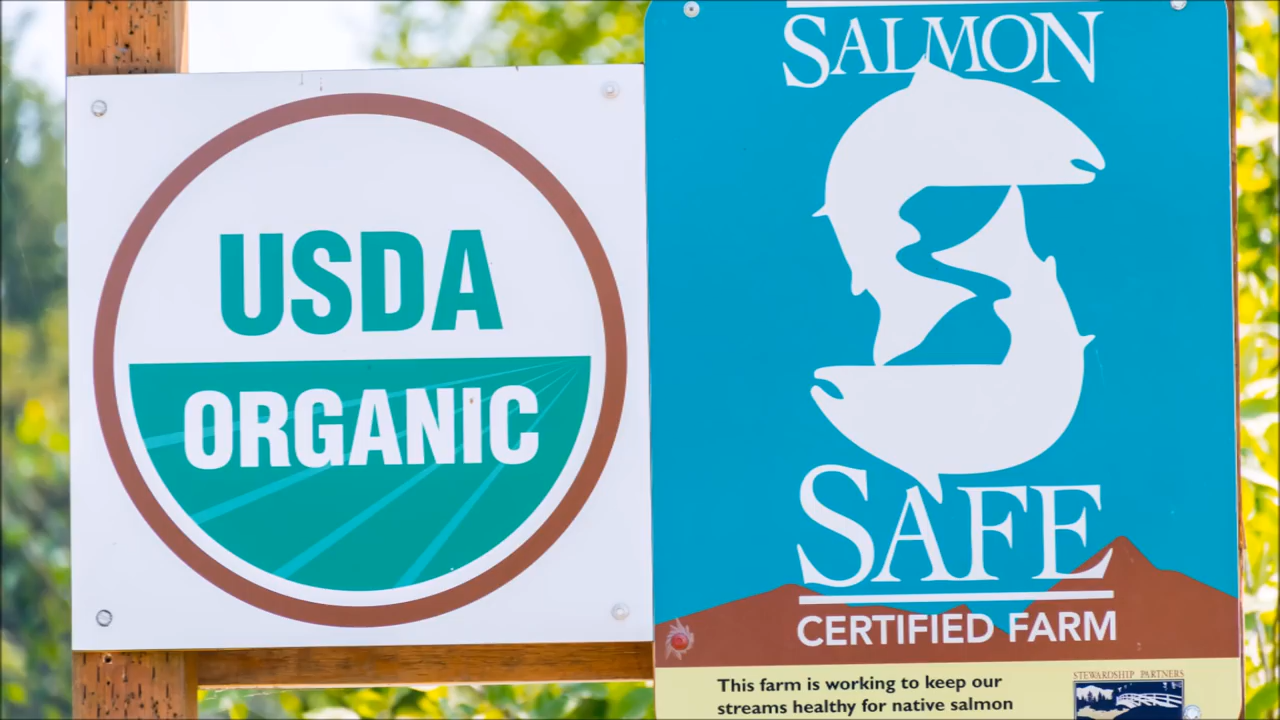 USDA
ORGANIC
SALMON
SAFE
CERTIFIED FARM
This farm is working to keep our
streams healthy for native salmon
STEWARDSHIP PARTNERS